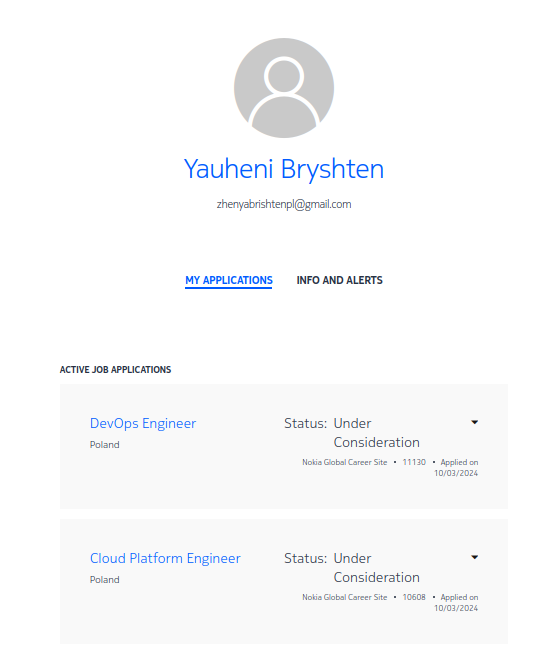 Yauheni Bryshten
zhenyabrishtenpl@gmail.com
MY APPLICATIONS INFO AND ALERTS
ACTIVE JOB APPLICATIONS
DevOps Engineer
Poland
Status: Under
Consideration
Nokia Global Career Site • 11130 • Applied on
10/03/2024
Cloud Platform Engineer
Poland
Status: Under
Consideration
Nokia Global Career Site • 10608 • Applied on
10/03/2024